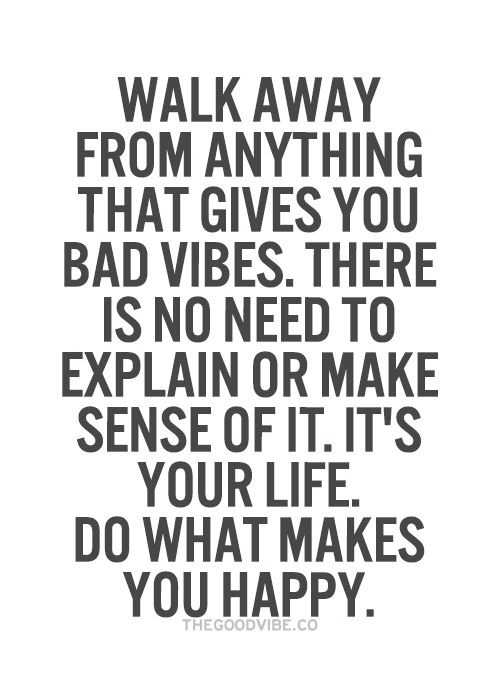 WALK AWAY
FROM ANYTHING
THAT GIVES YOU
BAD VIBES. THERE
IS NO NEED TO
EXPLAIN OR MAKE
SENSE OF IT. IT'S
YOUR LIFE.
DO WHAT MAKES
YOU HAPPY.
THEGOODVIBE.CO